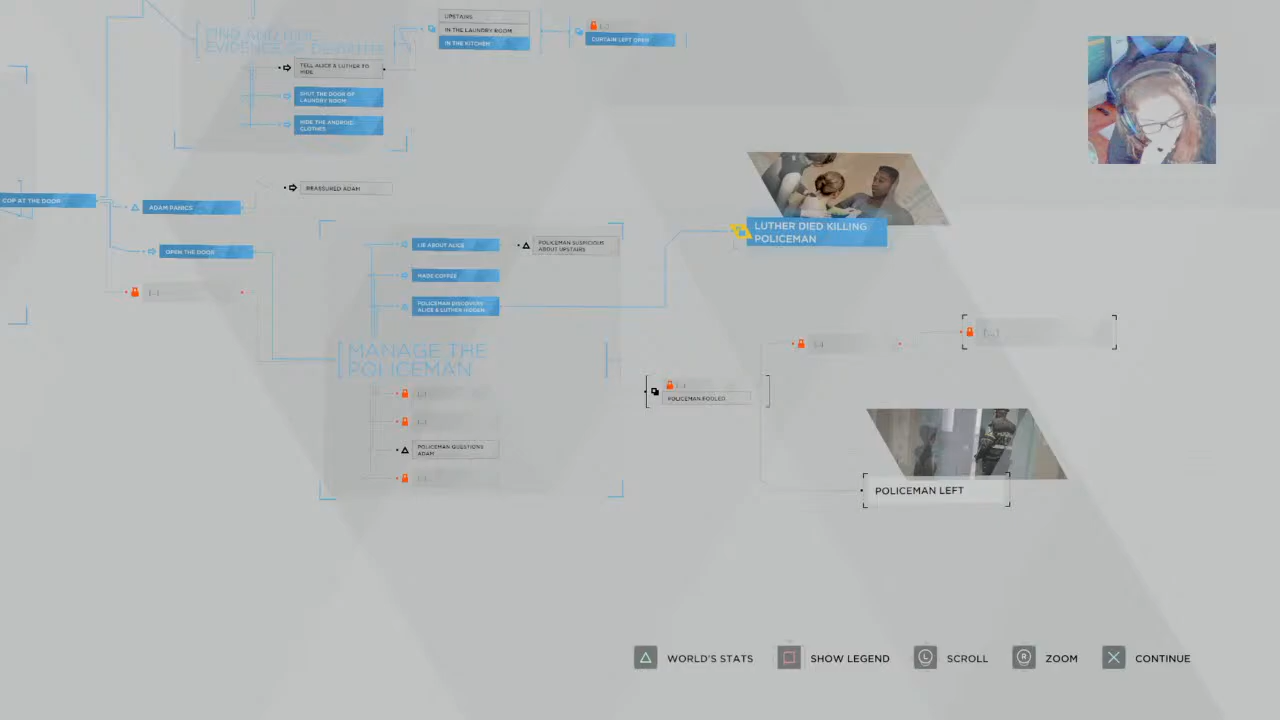 FIND AND HIDE
EVIDENCE OF DEVIANTS
UPSTAIRS
IN THE LAUNDRY ROOM
IN THE KITCHEN
[...]
CURTAIN LEFT OPEN
TELL ALICE & LUTHER TO
HIDE
SHUT THE DOOR OF
LAUNDRY ROOM
HIDE THE ANDROID
CLOTHES
REASSURED ADAM
COP AT THE DOOR
ADAM PANICS
OPEN THE DOOR
[...]
LIE ABOUT ALICE
POLICEMAN SUSPICIOUS
ABOUT UPSTAIRS
MADE COFFEE
POLICEMAN DISCOVERS
ALICE & LUTHER HIDDEN
MANAGE THE
POLICEMAN
[...]
[...]
POLICEMAN QUESTIONS
ADAM
[...]
LUTHER DIED KILLING
POLICEMAN
[...]
[...]
[...]
POLICEMAN FOOLED
POLICEMAN LEFT
WORLD'S STATS
SHOW LEGEND
L
SCROLL
R
ZOOM
CONTINUE